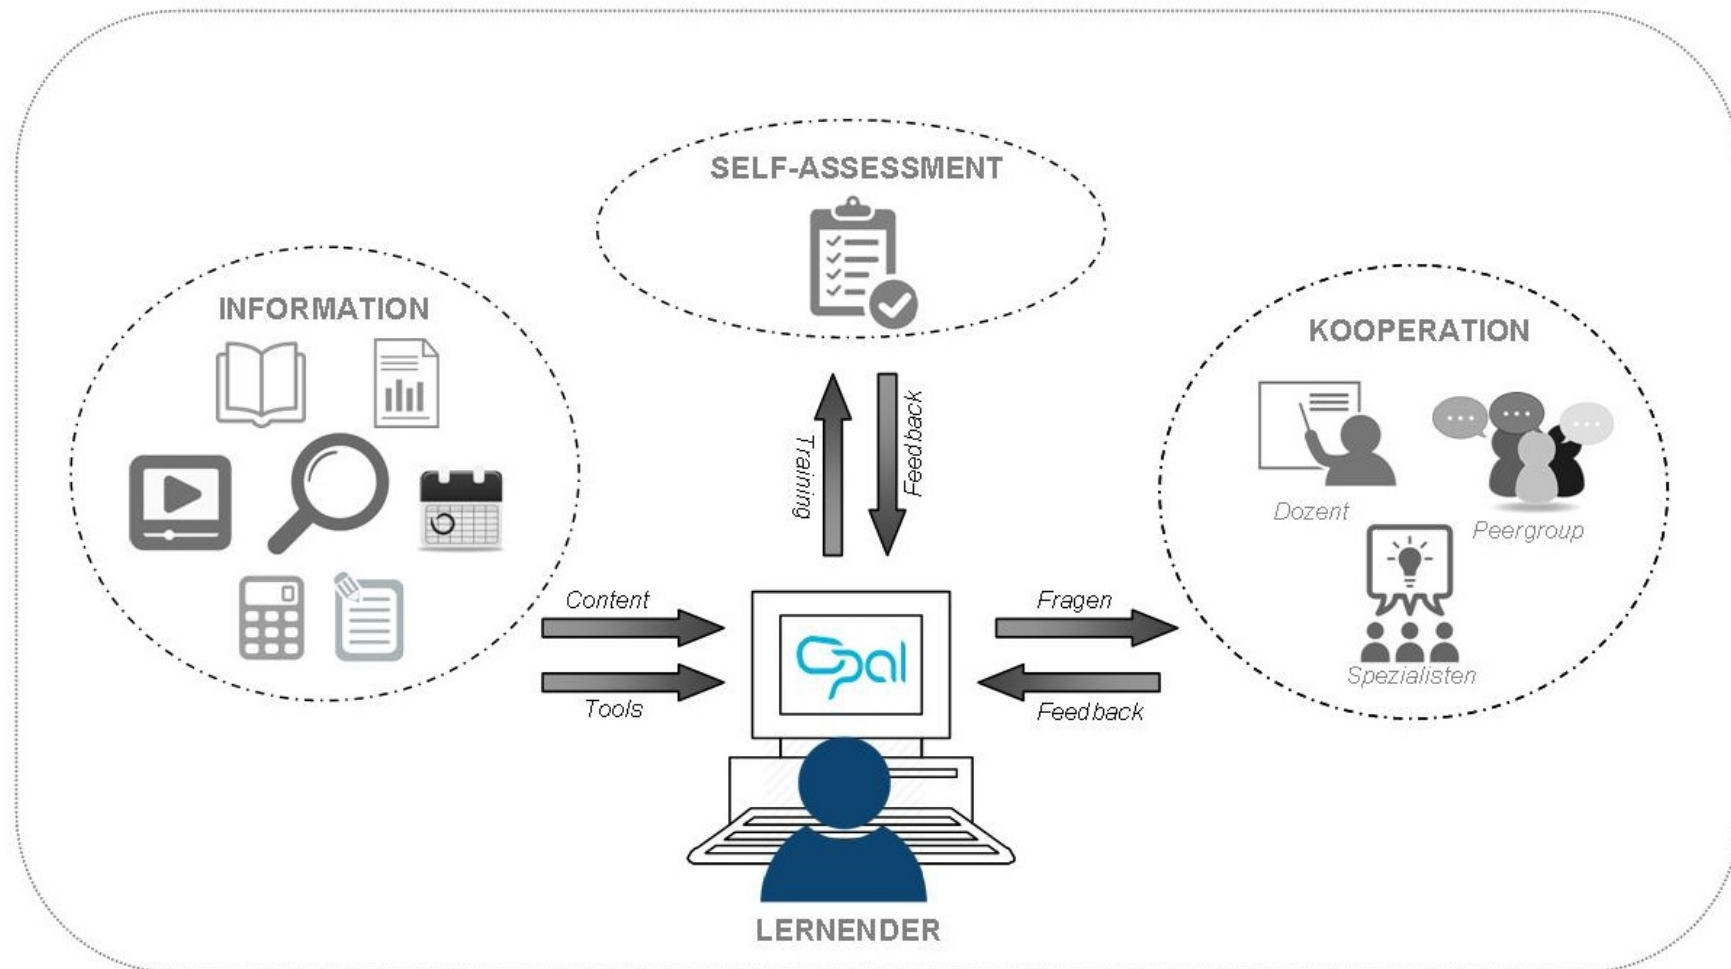 SELF-ASSESSMENT
INFORMATION
KOOPERATION
Training
Feedback
Dozent
Peergroup
Content
Fragen
Opal
Spezialisten
Tools
Feedback
LERNENDER